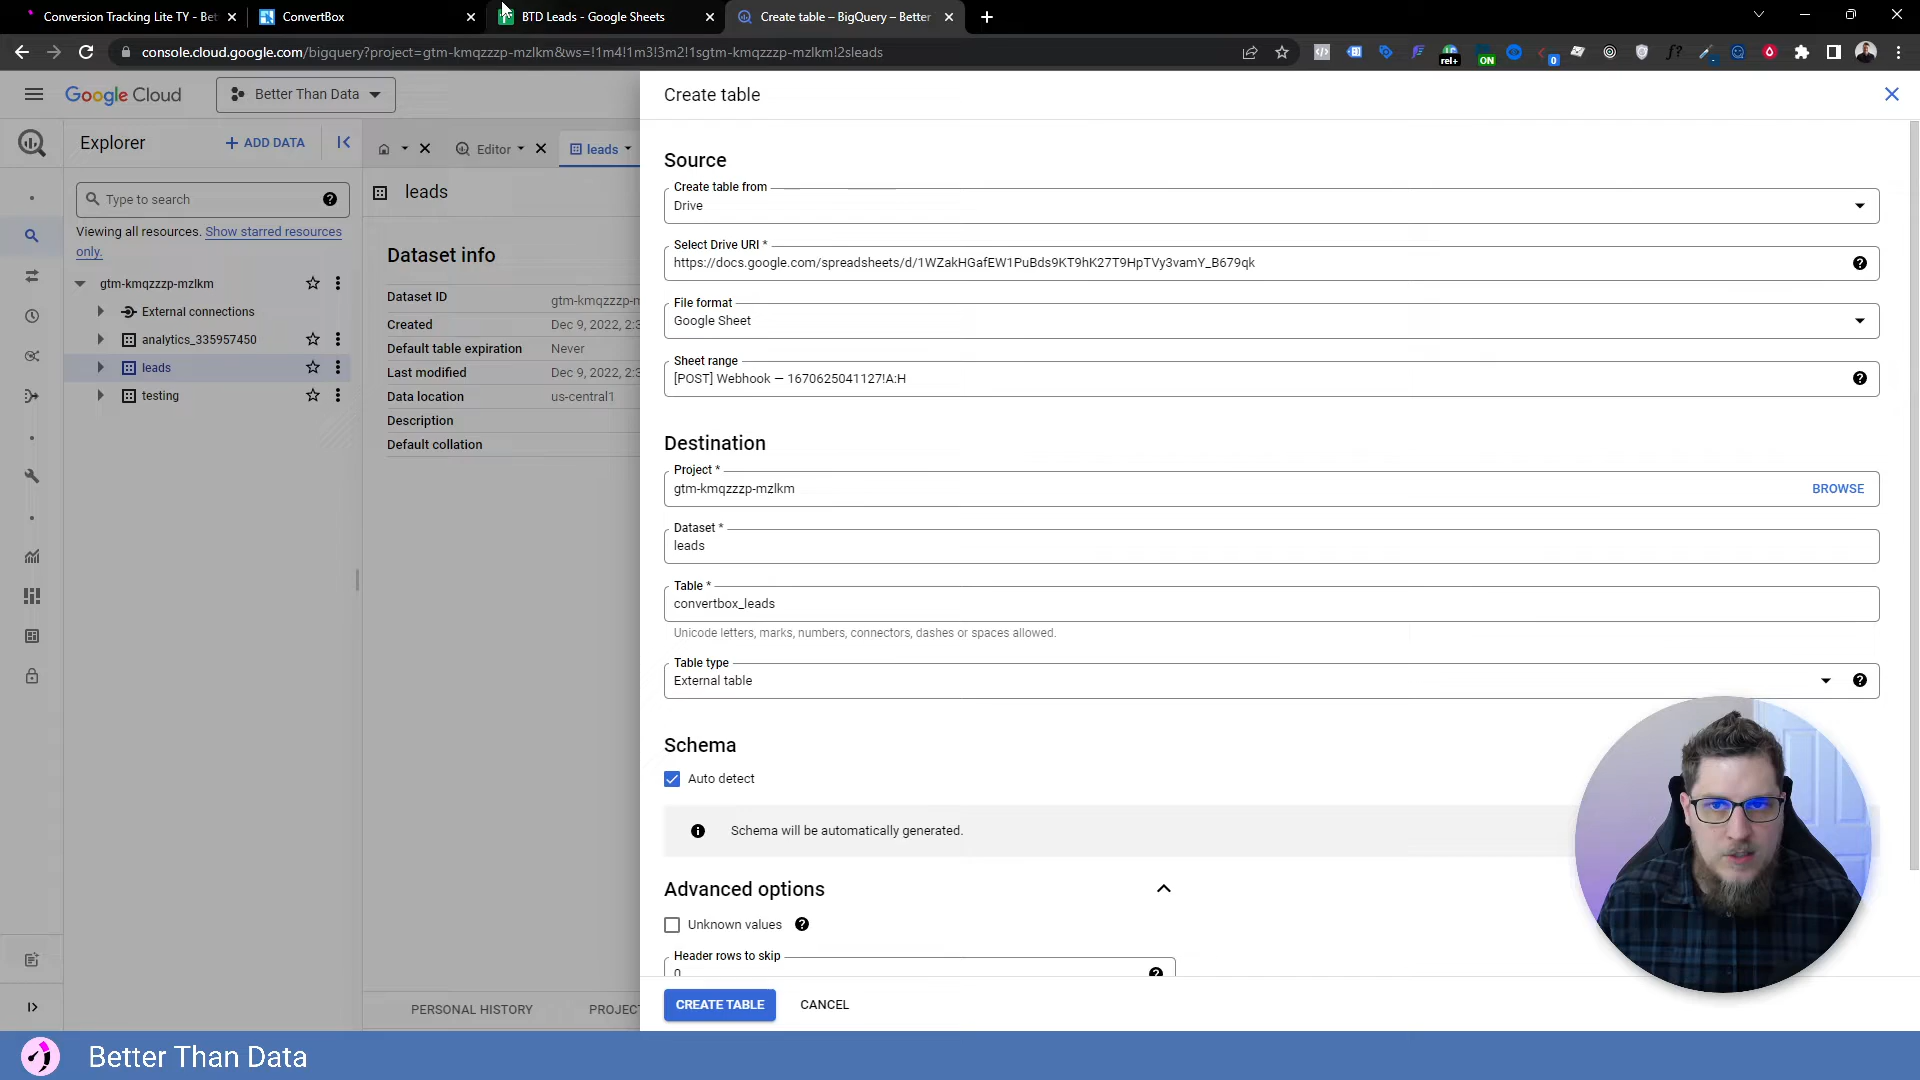 Conversion Tracking Lite TY - Bet
ConvertBox
BTD Leads - Google Sheets
Create table – BigQuery – Better
console.cloud.google.com/bigquery?project=gtm-kmqzzzp-mzlkm&ws=!1m4!1m3!3m2!1sgtm-kmqzzzp-mzlkm!2sleads
rel+
ON
0
Google Cloud
Better Than Data
Create table
Explorer
+ ADD DATA
Editor
leads
Type to search
Viewing all resources. Show starred resources
only.
gtm-kmqzzzp-mzlkm
External connections
analytics_335957450
leads
testing
leads
Dataset info
Dataset ID gtm-kmqzzzp-m
Created Dec 9, 2022, 2:3
Default table expiration Never
Last modified Dec 9, 2022, 2:3
Data location us-central1
Description
Default collation
PERSONAL HISTORY
PROJEC
Source
Create table from
Drive
Select Drive URI *
https://docs.google.com/spreadsheets/d/1WZakHGafEW1PuBds9KT9hK27T9HpTVy3vamY_B679qk
File format
Google Sheet
Sheet range
[POST] Webhook — 1670625041127!A:H
Destination
Project *
gtm-kmqzzzp-mzlkm
BROWSE
Dataset *
leads
Table *
convertbox_leads
Unicode letters, marks, numbers, connectors, dashes or spaces allowed.
Table type
External table
Schema
Auto detect
Schema will be automatically generated.
Advanced options
Unknown values
Header rows to skip
0
CREATE TABLE
CANCEL
Better Than Data